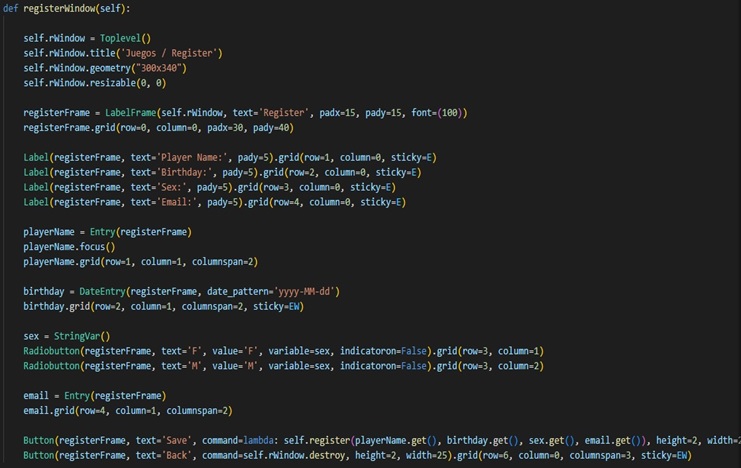 def registerWindow(self):
self.rWindow = Toplevel()
self.rWindow.title('Juegos / Register')
self.rWindow.geometry("300x340")
self.rWindow.resizable(0, 0)
registerFrame = LabelFrame(self.rWindow, text='Register', padx=15, pady=15, font=(100))
registerFrame.grid(row=0, column=0, padx=30, pady=40)
Label(registerFrame, text='Player Name:', pady=5).grid(row=1, column=0, sticky=E)
Label(registerFrame, text='Birthday:', pady=5).grid(row=2, column=0, sticky=E)
Label(registerFrame, text='Sex:', pady=5).grid(row=3, column=0, sticky=E)
Label(registerFrame, text='Email:', pady=5).grid(row=4, column=0, sticky=E)
playerName = Entry(registerFrame)
playerName.focus()
playerName.grid(row=1, column=1, columnspan=2)
birthday = DateEntry(registerFrame, date_pattern='yyyy-MM-dd')
birthday.grid(row=2, column=1, columnspan=2, sticky=EW)
sex = StringVar()
Radiobutton(registerFrame, text='F', value='F', variable=sex, indicatoron=False).grid(row=3, column=1)
Radiobutton(registerFrame, text='M', value='M', variable=sex, indicatoron=False).grid(row=3, column=2)
email = Entry(registerFrame)
email.grid(row=4, column=1, columnspan=2)
Button(registerFrame, text='Save', command=lambda: self.register(playerName.get(), birthday.get(), sex.get(), email.get()), height=2, width=2
Button(registerFrame, text='Back', command=self.rWindow.destroy, height=2, width=25).grid(row=6, column=0, columnspan=3, sticky=EW)